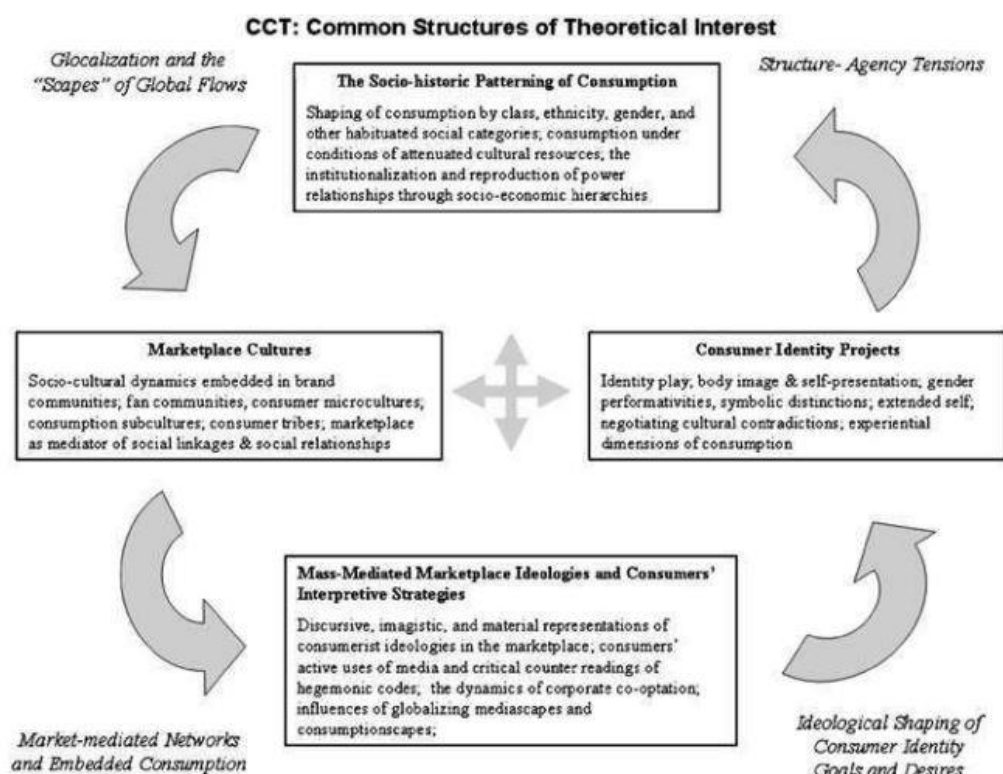 CCT: Common Structures of Theoretical Interest
Glocalization and the
“Scapes” of Global Flows
Structure- Agency Tensions
The Socio-historic Patterning of Consumption
Shaping of consumption by class, ethnicity, gender, and
other habituated social categories; consumption under
conditions of attenuated cultural resources; the
institutionalization and reproduction of power
relationships through socio-economic hierarchies
Marketplace Cultures
Socio-cultural dynamics embedded in brand
communities; fan communities, consumer microcultures;
consumption subcultures; consumer tribes; marketplace
as mediator of social linkages & social relationships
Consumer Identity Projects
Identity play; body image & self-presentation; gender
performativities, symbolic distinctions; extended self;
negotiating cultural contradictions; experiential
dimensions of consumption
Mass-Mediated Marketplace Ideologies and Consumers’
Interpretive Strategies
Discursive, imagistic, and material representations of
consumerist ideologies in the marketplace; consumers’
active uses of media and critical counter readings of
hegemonic codes; the dynamics of corporate co-optation;
influences of globalizing mediascapes and
consumptionscapes;
Market-mediated Networks
and Embedded Consumption
Ideological Shaping of
Consumer Identity
Goals and Desires